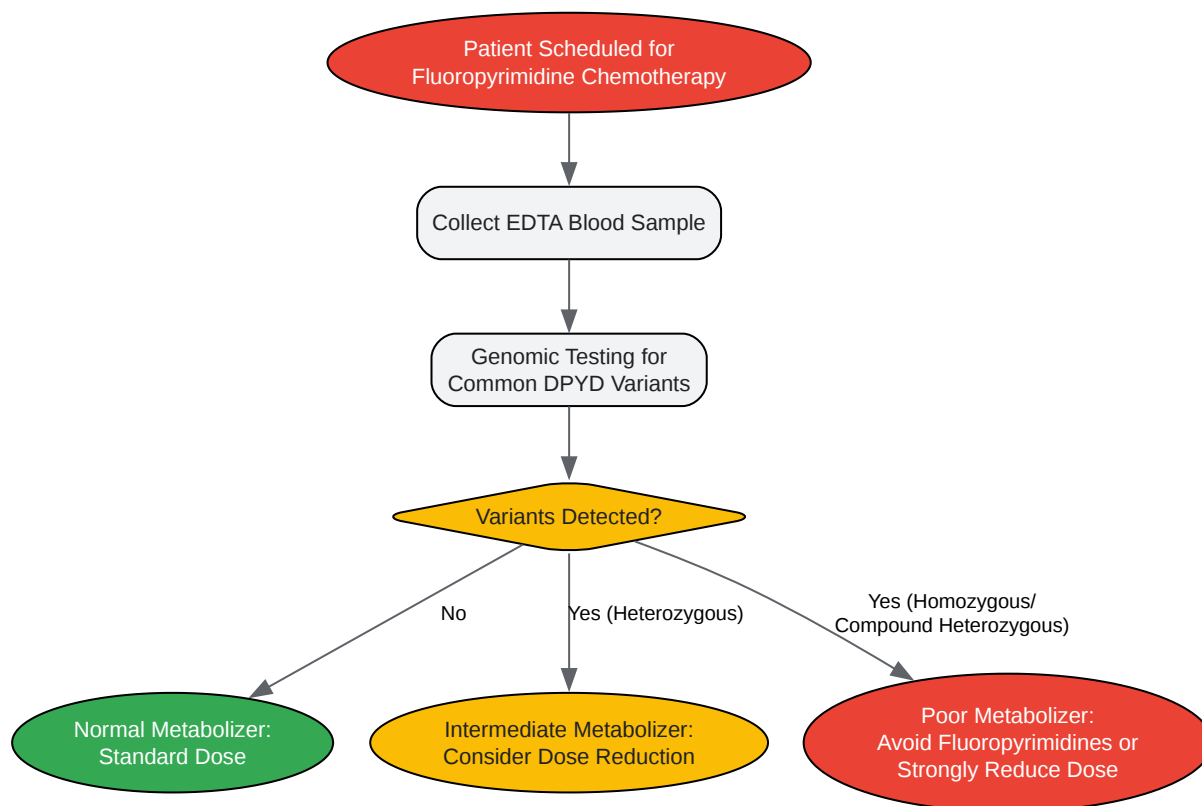 Patient Scheduled for
Fluoropyrimidine Chemotherapy
Collect EDTA Blood Sample
Genomic Testing for
Common DPYD Variants
Variants Detected?
No
Yes (Heterozygous)
Yes (Homozygous/
Compound Heterozygous)
Normal Metabolizer:
Standard Dose
Intermediate Metabolizer:
Consider Dose Reduction
Poor Metabolizer:
Avoid Fluoropyrimidines or
Strongly Reduce Dose